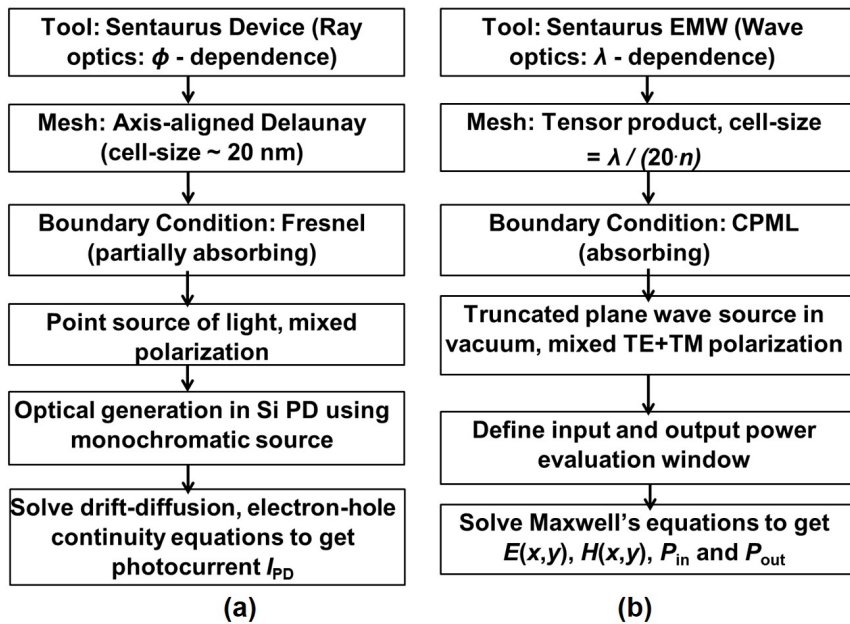 Tool: Sentaurus Device (Ray
optics: ϕ - dependence)
Mesh: Axis-aligned Delaunay
(cell-size ~ 20 nm)
Boundary Condition: Fresnel
(partially absorbing)
Point source of light, mixed
polarization
Optical generation in Si PD using
monochromatic source
Solve drift-diffusion, electron-hole
continuity equations to get
photocurrent I_PD
(a)
Tool: Sentaurus EMW (Wave
optics: λ - dependence)
Mesh: Tensor product, cell-size
= λ / (20·n)
Boundary Condition: CPML
(absorbing)
Truncated plane wave source in
vacuum, mixed TE+TM polarization
Define input and output power
evaluation window
Solve Maxwell's equations to get
E(x,y), H(x,y), P_in and P_out
(b)